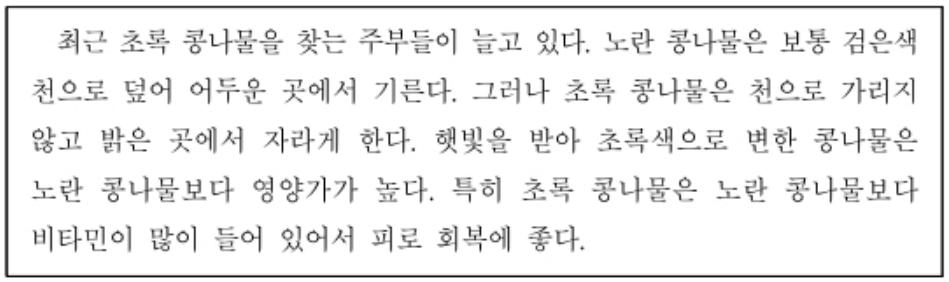 최근 초록 콩나물을 찾는 주부들이 늘고 있다. 노란 콩나물은 보통 검은색
천으로 덮어 어두운 곳에서 기른다. 그러나 초록 콩나물은 천으로 가리지
않고 밝은 곳에서 자라게 한다. 햇빛을 받아 초록색으로 변한 콩나물은
노란 콩나물보다 영양가가 높다. 특히 초록 콩나물은 노란 콩나물보다
비타민이 많이 들어 있어서 피로 회복에 좋다.